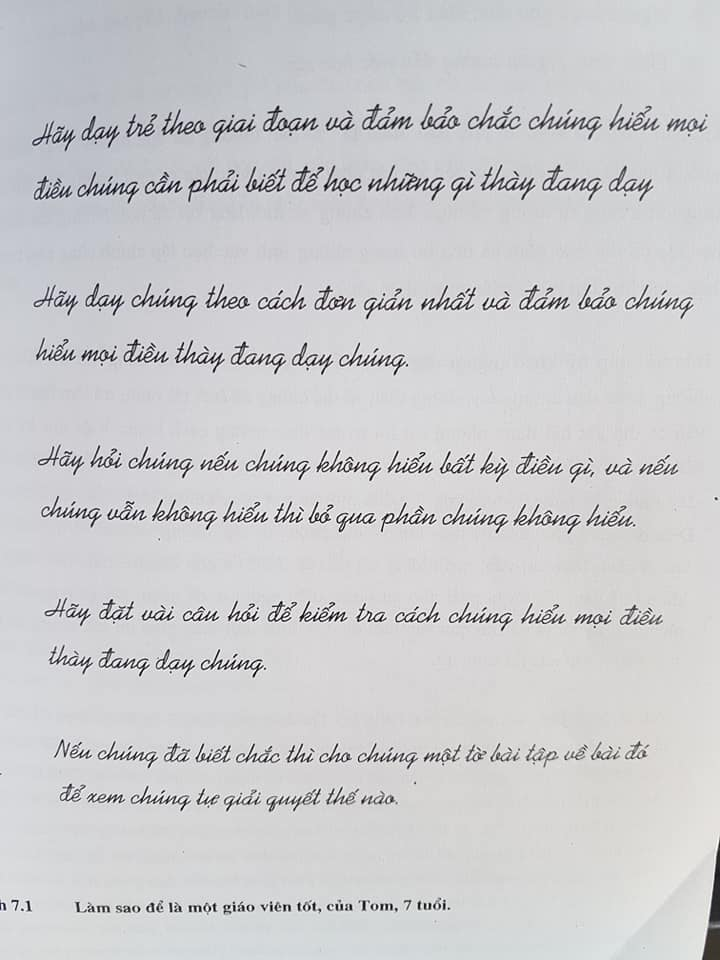 Hãy dạy trẻ theo giai đoạn và đảm bảo chắc chúng hiểu mọi
điều chúng cần phải biết để học những gì thày đang dạy
Hãy dạy chúng theo cách đơn giản nhất và đảm bảo chúng
hiểu mọi điều thày đang dạy chúng.
Hãy hỏi chúng nếu chúng không hiểu bất kỳ điều gì, và nếu
chúng vẫn không hiểu thì bỏ qua phần chúng không hiểu.
Hãy đặt vài câu hỏi để kiểm tra cách chúng hiểu mọi điều
thày đang dạy chúng.
Nếu chúng đã biết chắc thì cho chúng một tờ bài tập về bài đó
để xem chúng tự giải quyết thế nào.
h 7.1 Làm sao để là một giáo viên tốt, của Tom, 7 tuổi.